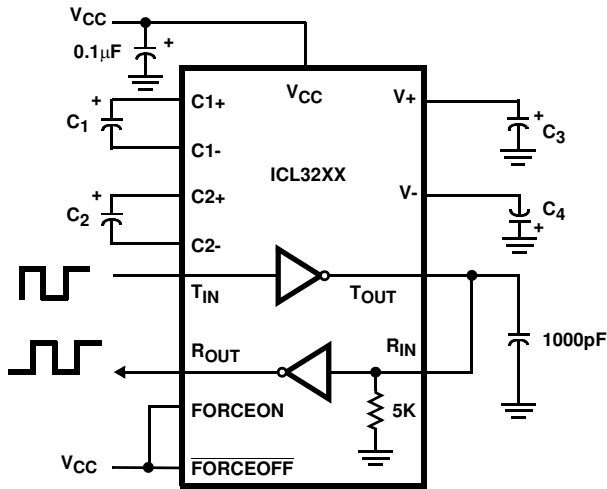 VCC
0.1μF +
VCC
V+
C1+
+
C1
C1-
+
C3
ICL32XX
C2+
+
C2
C2-
V-
C4
+
TIN
TOUT
1000pF
ROUT
RIN
5K
FORCEON
VCC
FORCEOFF